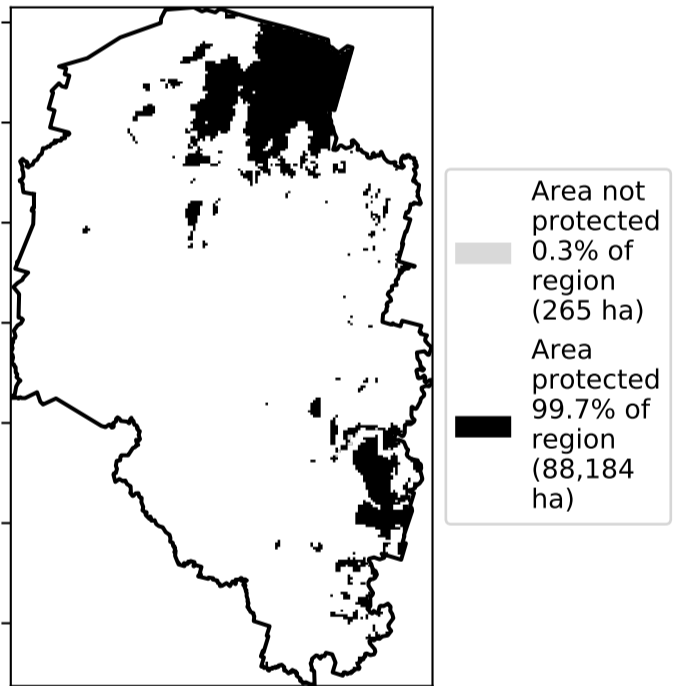 Area not
protected
0.3% of
region
(265 ha)
Area
protected
99.7% of
region
(88,184
ha)